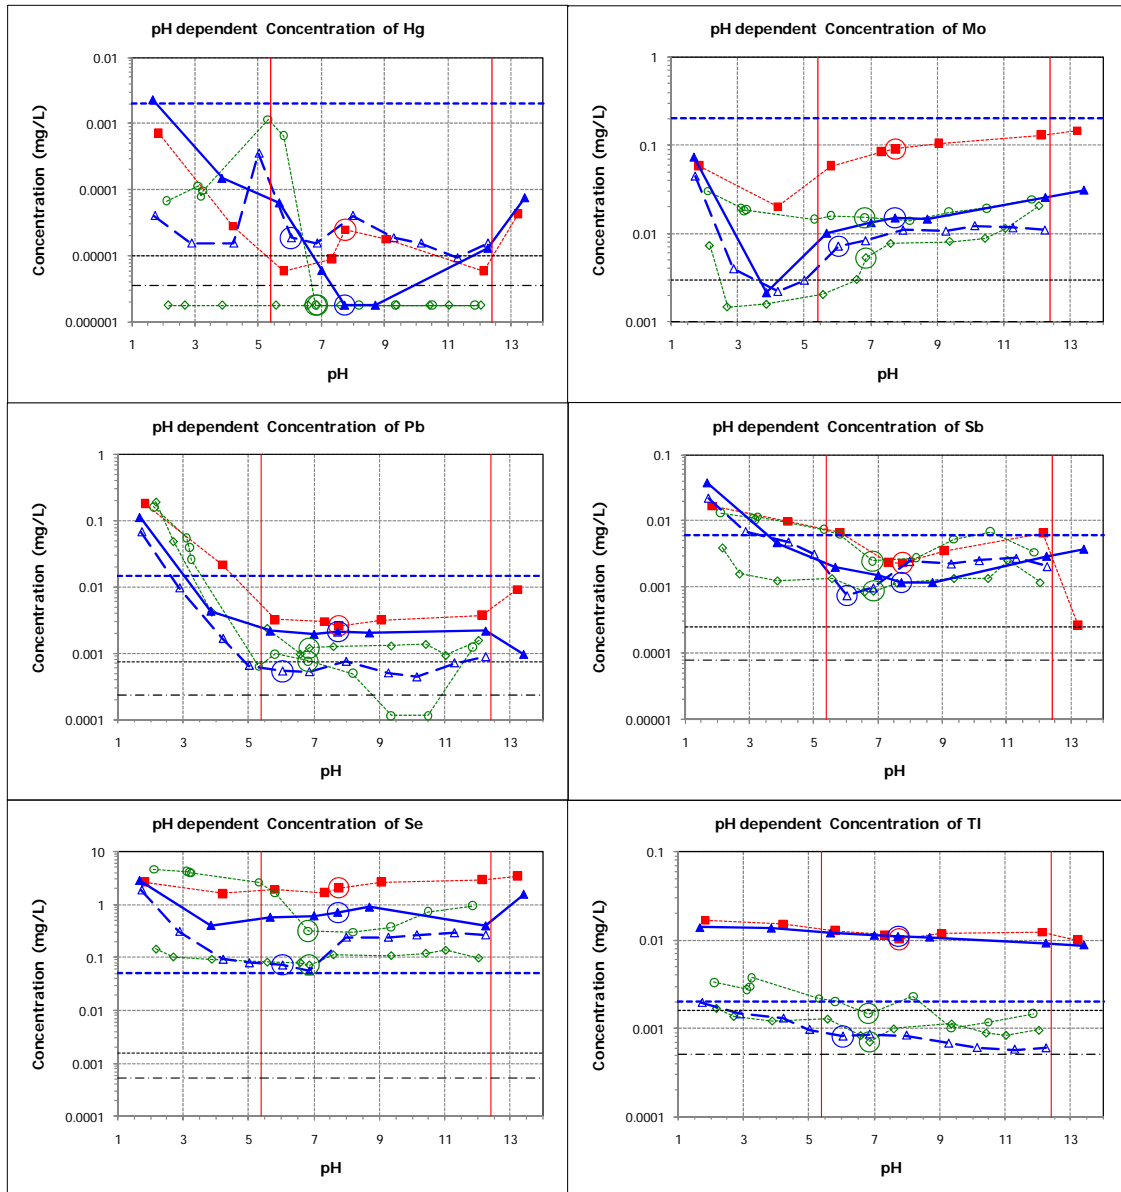 pH dependent Concentration of Hg
Concentration (mg/L)
0.01
0.001
0.0001
0.00001
0.000001
1 3 5 7 9 11 13
pH
pH dependent Concentration of Mo
Concentration (mg/L)
1
0.1
0.01
0.001
1 3 5 7 9 11 13
pH
pH dependent Concentration of Pb
Concentration (mg/L)
1
0.1
0.01
0.001
0.0001
1 3 5 7 9 11 13
pH
pH dependent Concentration of Sb
Concentration (mg/L)
0.1
0.01
0.001
0.0001
0.00001
1 3 5 7 9 11 13
pH
pH dependent Concentration of Se
Concentration (mg/L)
10
1
0.1
0.01
0.001
0.0001
1 3 5 7 9 11 13
pH
pH dependent Concentration of Tl
Concentration (mg/L)
0.1
0.01
0.001
0.0001
1 3 5 7 9 11 13
pH